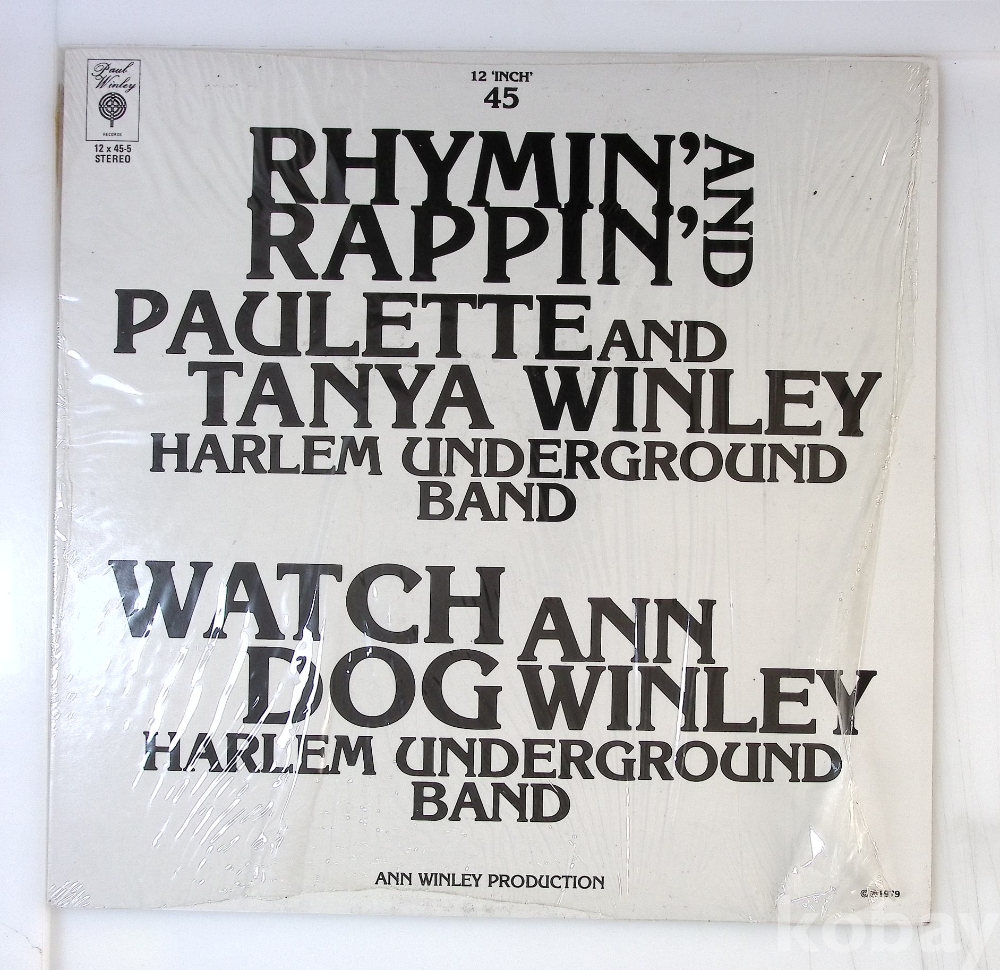 Paul
Winley
RECORDS
12 x 45-5
STEREO
12 'INCH'
45
RHYMIN' AND
RAPPIN'
PAULETTE AND
TANYA WINLEY
HARLEM UNDERGROUND
BAND
WATCH
DOG
ANN
WINLEY
HARLEM UNDERGROUND
BAND
ANN WINLEY PRODUCTION
© ℗ 1979
kobay